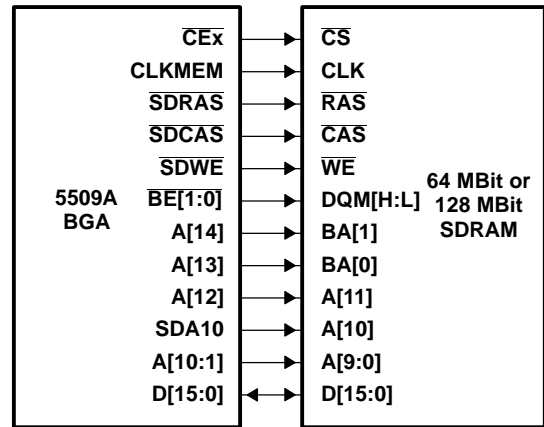 CEx CS
CLKMEM CLK
SDRAS RAS
SDCAS CAS
SDWE WE
5509A
BGA
BE[1:0] DQM[H:L]
64 MBit or
128 MBit
SDRAM
A[14] BA[1]
A[13] BA[0]
A[12] A[11]
SDA10 A[10]
A[10:1] A[9:0]
D[15:0] D[15:0]